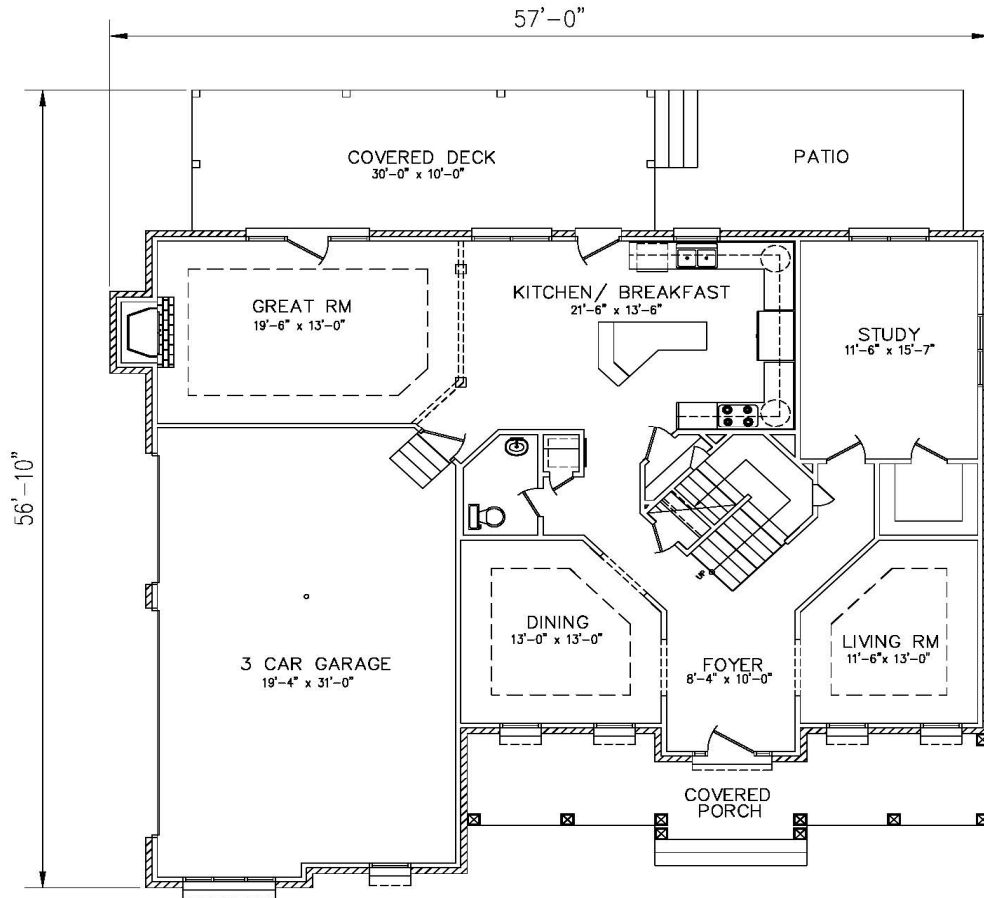 57'-0"
COVERED DECK
30'-0" x 10'-0"
PATIO
GREAT RM
19'-6" x 13'-0"
KITCHEN/ BREAKFAST
21'-6" x 13'-6"
STUDY
11'-6" x 15'-7"
56'-10"
UP
DINING
13'-0" x 13'-0"
LIVING RM
11'-6"x 13'-0"
3 CAR GARAGE
19'-4" x 31'-0"
FOYER
8'-4" x 10'-0"
COVERED
PORCH